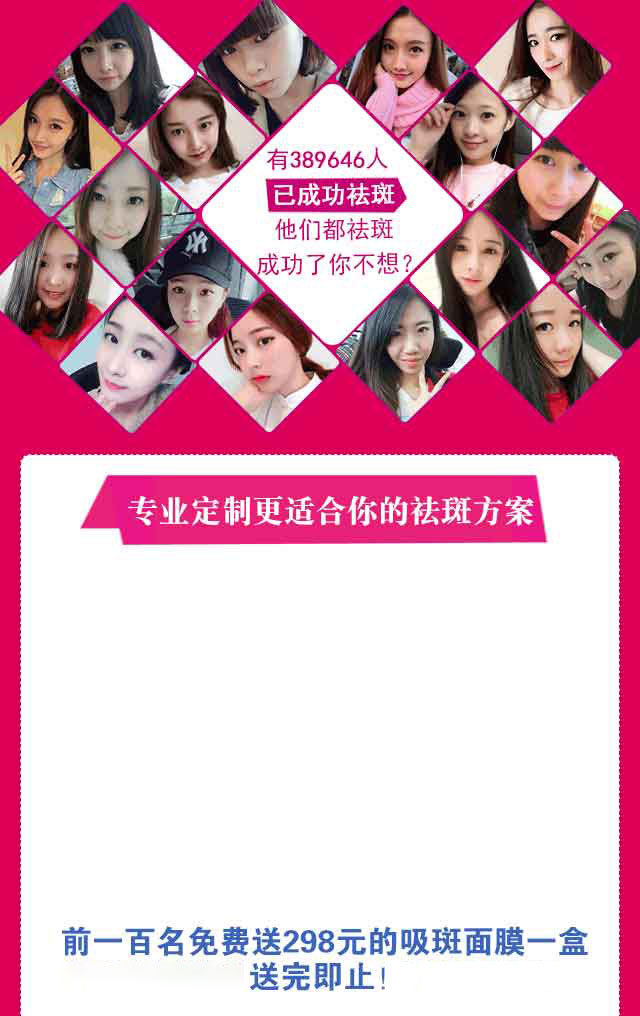 有389646人
已成功祛斑
他们都祛斑
成功了你不想?
专业定制更适合你的祛斑方案
前一百名免费送298元的吸斑面膜一盒
送完即止!